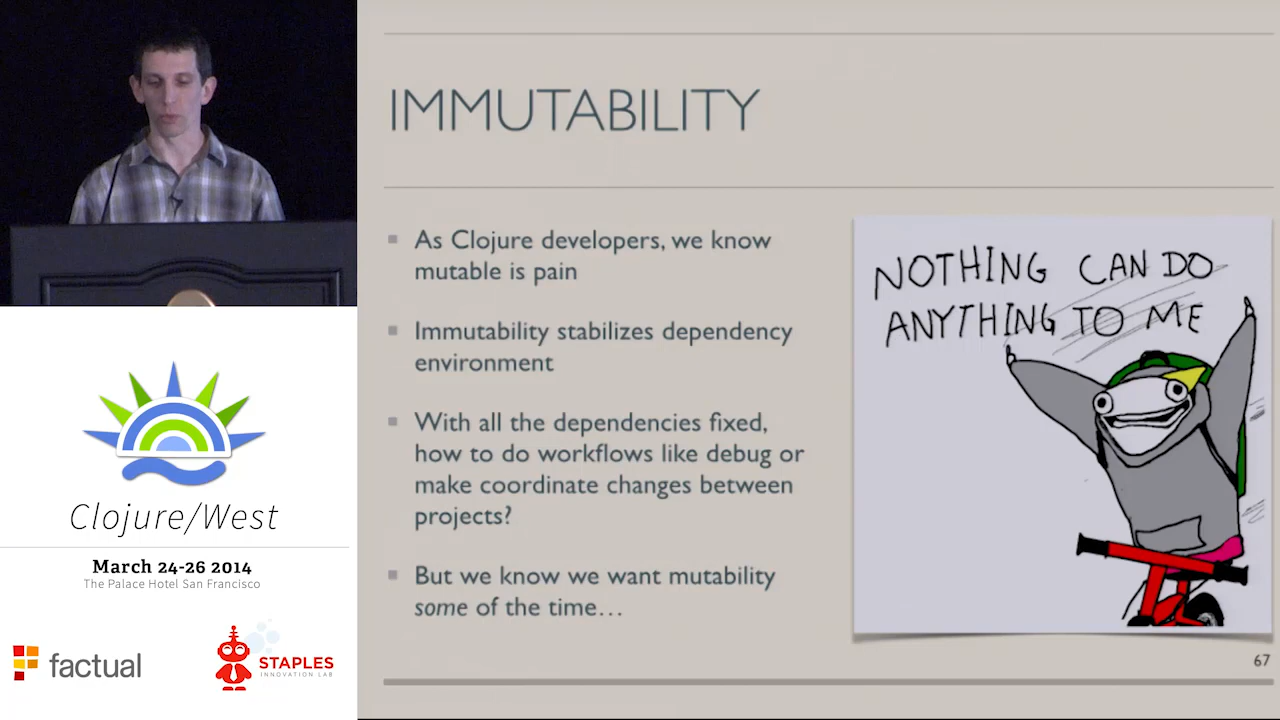 IMMUTABILITY
As Clojure developers, we know
mutable is pain
Immutability stabilizes dependency
environment
With all the dependencies fixed,
how to do workflows like debug or
make coordinate changes between
projects?
But we know we want mutability
some of the time...
NOTHING CAN DO
ANYTHING TO ME
67
Clojure/West
March 24-26 2014
The Palace Hotel San Francisco
factual
STAPLES
INNOVATION LAB